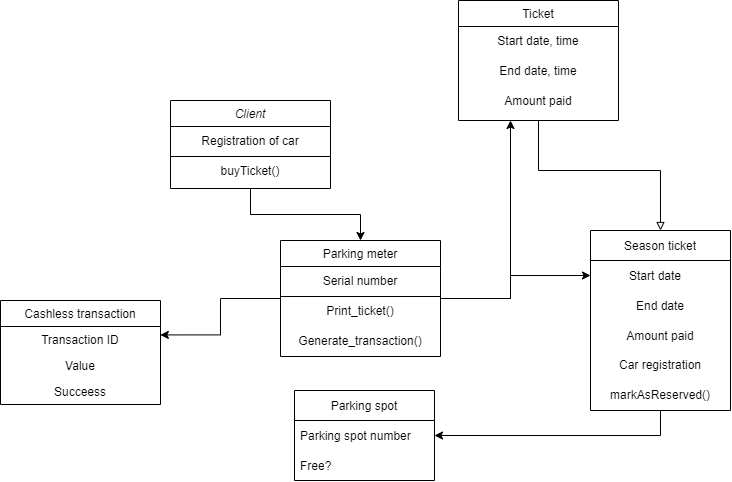 Ticket
Start date, time
End date, time
Amount paid
Client
Registration of car
buyTicket()
Parking meter
Serial number
Print_ticket()
Generate_transaction()
Season ticket
Start date
End date
Amount paid
Car registration
markAsReserved()
Cashless transaction
Transaction ID
Value
Succeess
Parking spot
Parking spot number
Free?